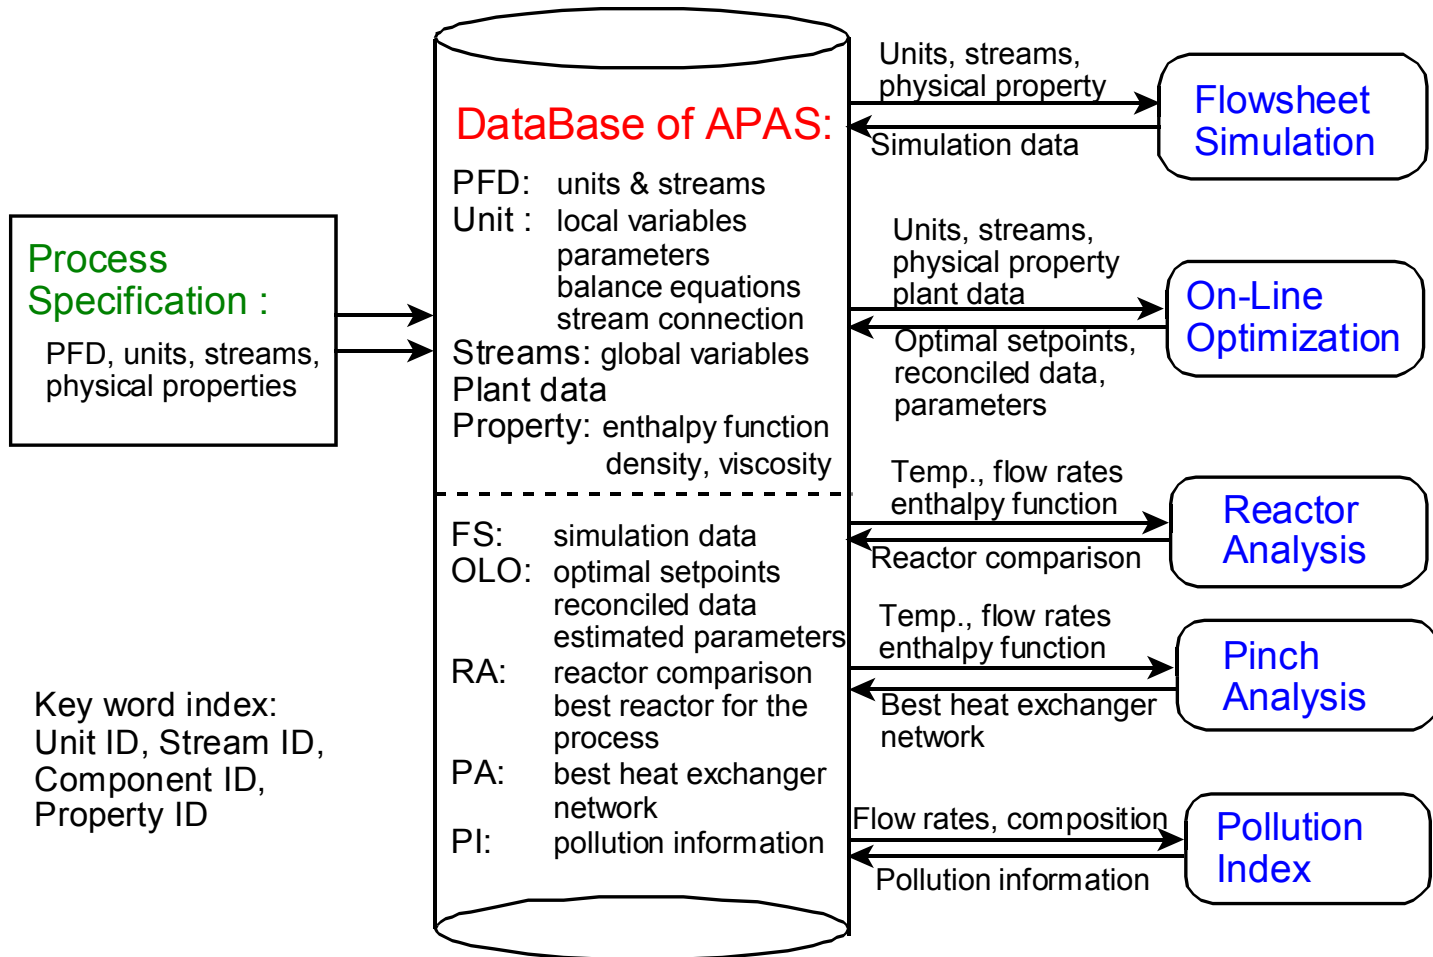 Process
Specification :
PFD, units, streams,
physical properties
Key word index:
Unit ID, Stream ID,
Component ID,
Property ID
DataBase of APAS:
PFD: units & streams
Unit : local variables
parameters
balance equations
stream connection
Streams: global variables
Plant data
Property: enthalpy function
density, viscosity
FS: simulation data
OLO: optimal setpoints
reconciled data
estimated parameters
RA: reactor comparison
best reactor for the
process
PA: best heat exchanger
network
PI: pollution information
Units, streams,
physical property
Simulation data
Flowsheet
Simulation
Units, streams,
physical property
plant data
Optimal setpoints,
reconciled data,
parameters
On-Line
Optimization
Temp., flow rates
enthalpy function
Reactor comparison
Reactor
Analysis
Temp., flow rates
enthalpy function
Best heat exchanger
network
Pinch
Analysis
Flow rates, composition
Pollution information
Pollution
Index